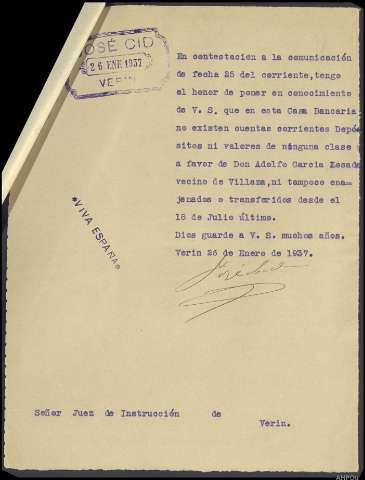 JOSÉ CID
26 ENE 1937
VERIN
En contestacion a la comunicación
de fecha 25 del corriente, tengo
el honor de poner en conocimiento
de V. S. que en esta Casa Bancaria
no existen cuentas corrientes Depó
sitos ni valores de ninguna clase
a favor de Don Adolfo Garcia Losada
vecino de Villaza, ni tampoco ena-
jenados o transferidos desde el
18 de Julio último.
Dios guarde a V. S. muchos años.
Verin 26 de Enero de 1937.
*VIVA ESPAÑA*
Señor Juez de Instrucción de
Verin.
AHPOU